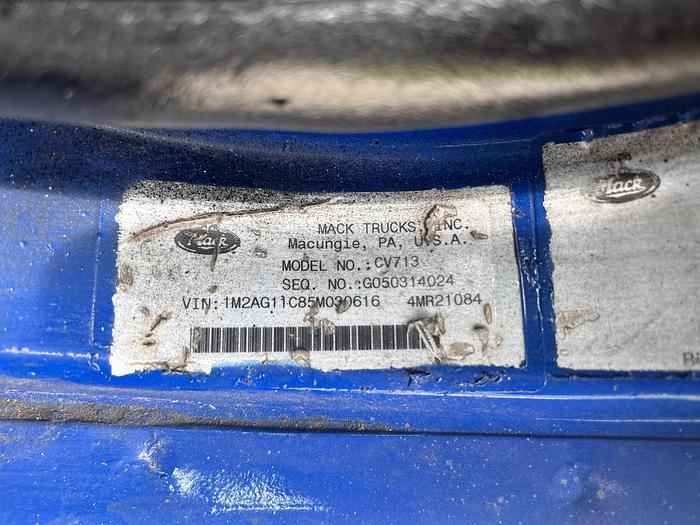 MACK TRUCKS, INC.
Mack
Macungie, PA, U.S.A.
MODEL NO.:CV713
SEQ. NO.:G050314024
VIN:1M2AG11C85M030616 4MR21084
Mack